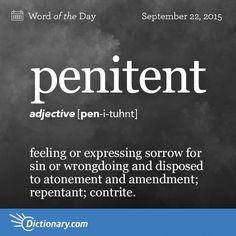 Word of the Day September 22, 2015
penitent
adjective [pen-i-tuhnt]
feeling or expressing sorrow for
sin or wrongdoing and disposed
to atonement and amendment;
repentant; contrite.
Dictionary.com